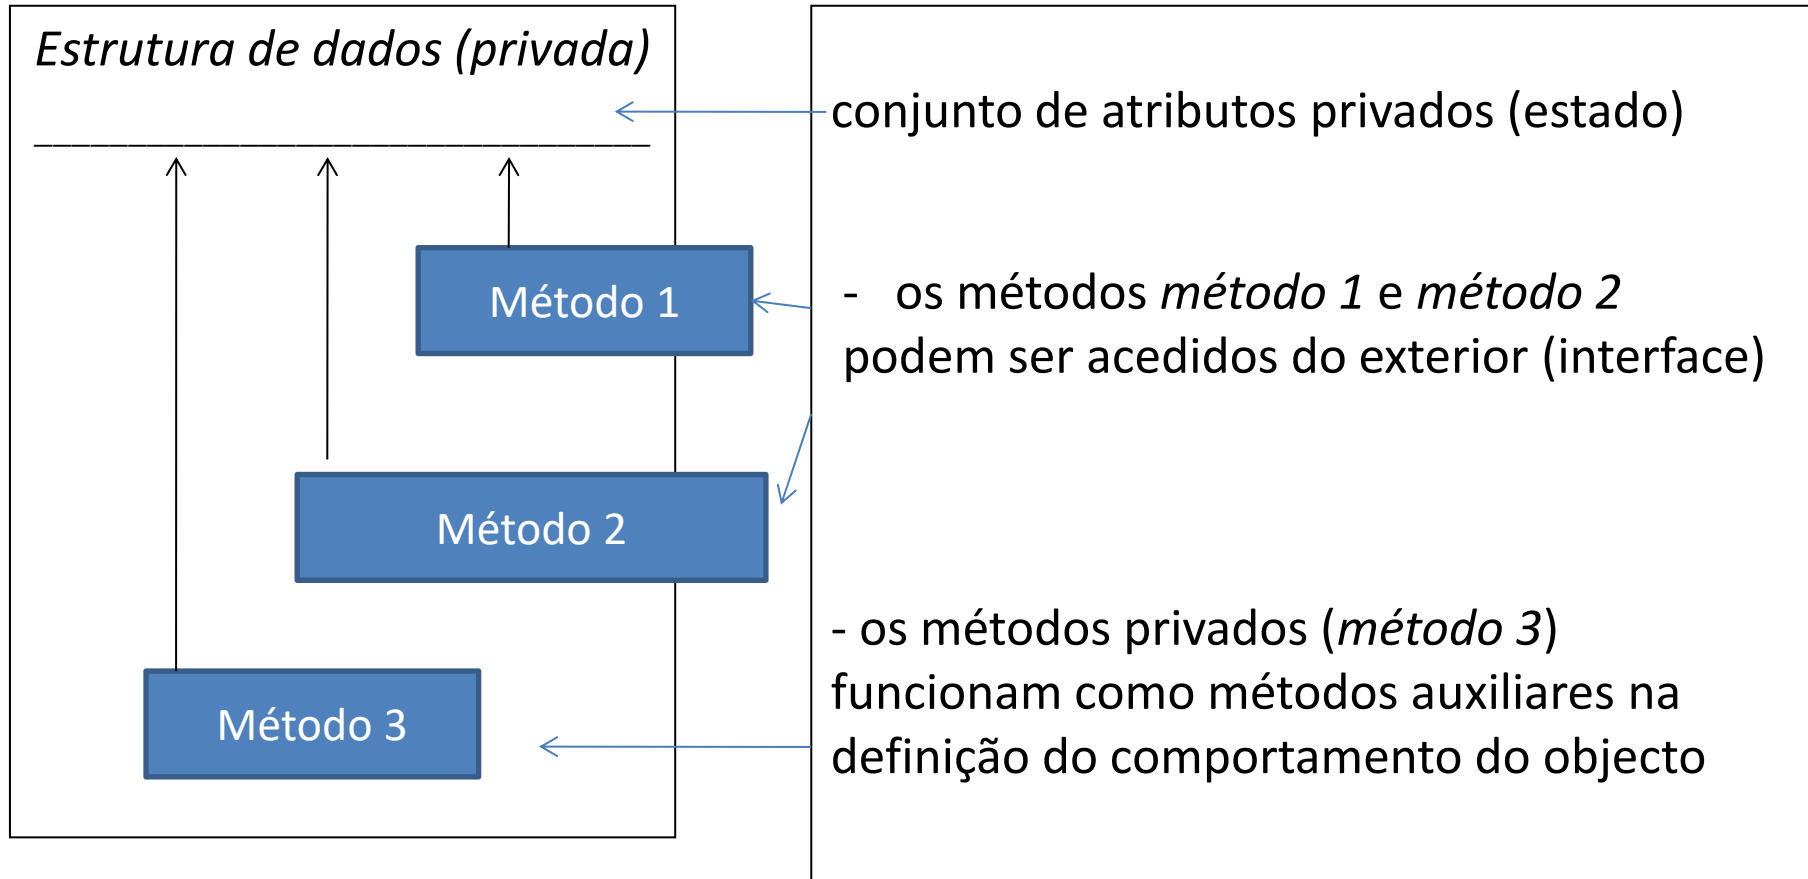 Estrutura de dados (privada)
conjunto de atributos privados (estado)
Método 1
- os métodos método 1 e método 2
podem ser acedidos do exterior (interface)
Método 2
- os métodos privados (método 3)
funcionam como métodos auxiliares na
definição do comportamento do objecto
Método 3